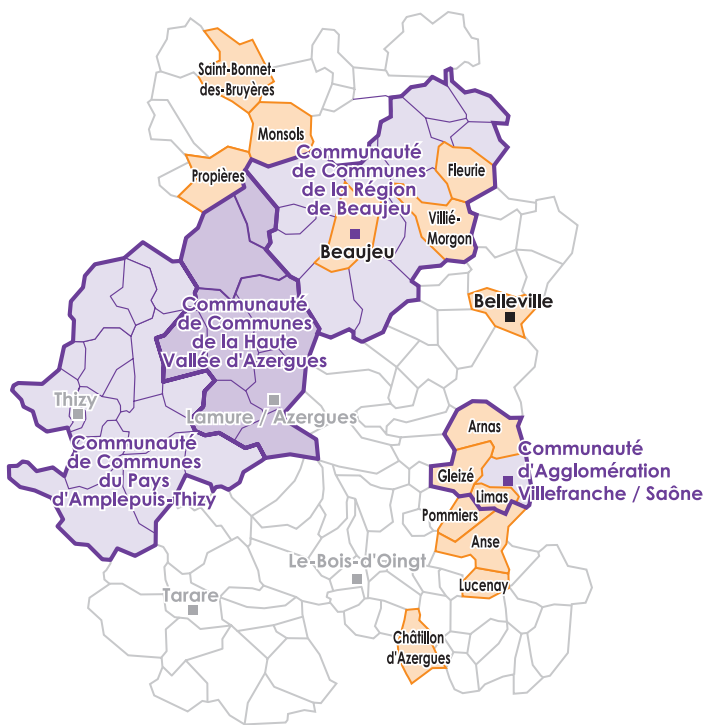 Saint-Bonnet-
des-Bruyères
Monsols
Propières
Communauté
de Communes
de la Région
de Beaujeu
Fleurie
Villié-
Morgon
Beaujeu
Belleville
Communauté
de Communes
de la Haute
Vallée d'Azergues
Thizy
Lamure / Azergues
Communauté
de Communes
du Pays
d'Amplepuis-Thizy
Arnas
Gleizé
Limas
Communauté
d'Agglomération
Villefranche / Saône
Pommiers
Anse
Lucenay
Le-Bois-d'Oingt
Tarare
Châtillon
d'Azergues